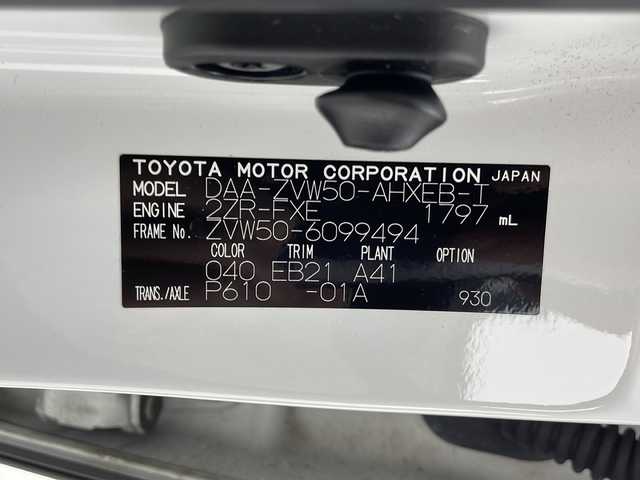 TOYOTA MOTOR CORPORATION JAPAN
MODEL DAA-ZVW50-AHXEB-T
ENGINE 2ZR-FXE 1797 mL
FRAME No. ZVW50-6099494
COLOR TRIM PLANT OPTION
040 EB21 A41
TRANS./AXLE P610 -01A 930